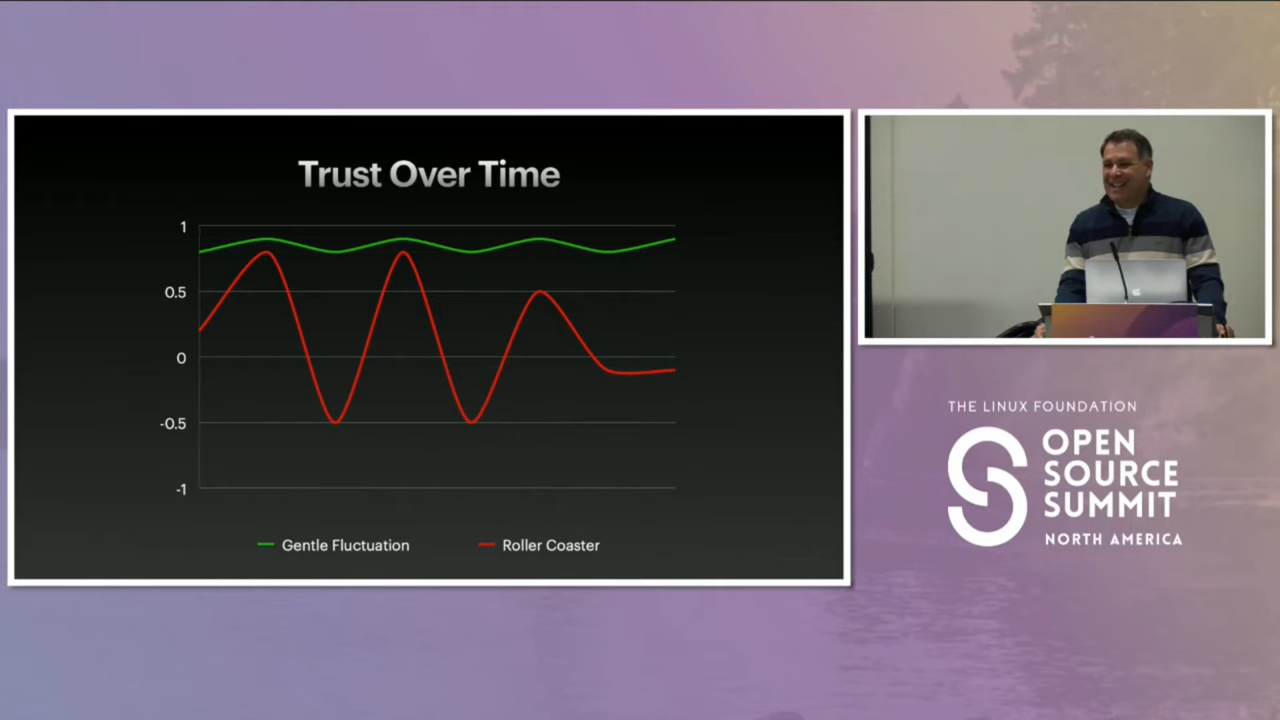 Trust Over Time
1
0.5
0
-0.5
-1
Gentle Fluctuation
Roller Coaster
THE LINUX FOUNDATION
OPEN
SOURCE
SUMMIT
NORTH AMERICA